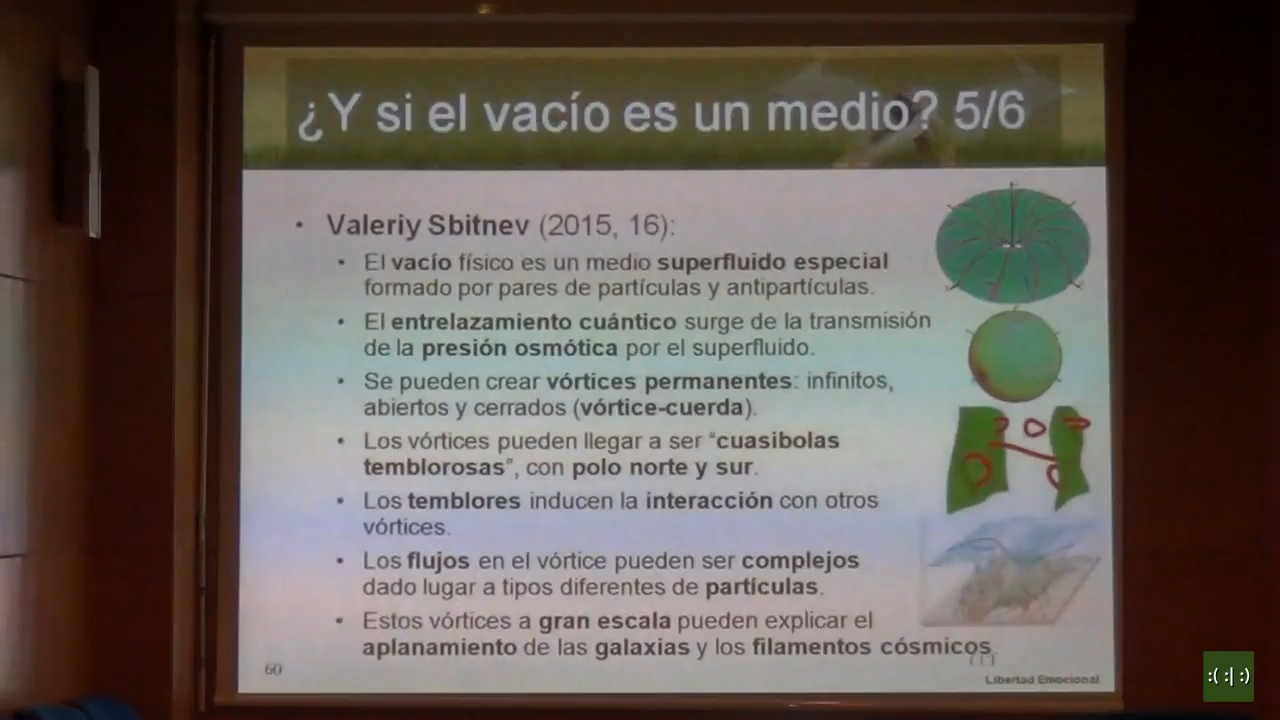 ¿Y si el vacío es un medio? 5/6
• Valeriy Sbitnev (2015, 16):
• El vacío físico es un medio superfluido especial
formado por pares de partículas y antipartículas.
• El entrelazamiento cuántico surge de la transmisión
de la presión osmótica por el superfluido.
• Se pueden crear vórtices permanentes: infinitos,
abiertos y cerrados (vórtice-cuerda).
• Los vórtices pueden llegar a ser “cuasibolas
temblorosas”, con polo norte y sur.
• Los temblores inducen la interacción con otros
vórtices.
• Los flujos en el vórtice pueden ser complejos
dado lugar a tipos diferentes de partículas.
• Estos vórtices a gran escala pueden explicar el
aplanamiento de las galaxias y los filamentos cósmicos
60
Libertad Emocional
:( :| :)